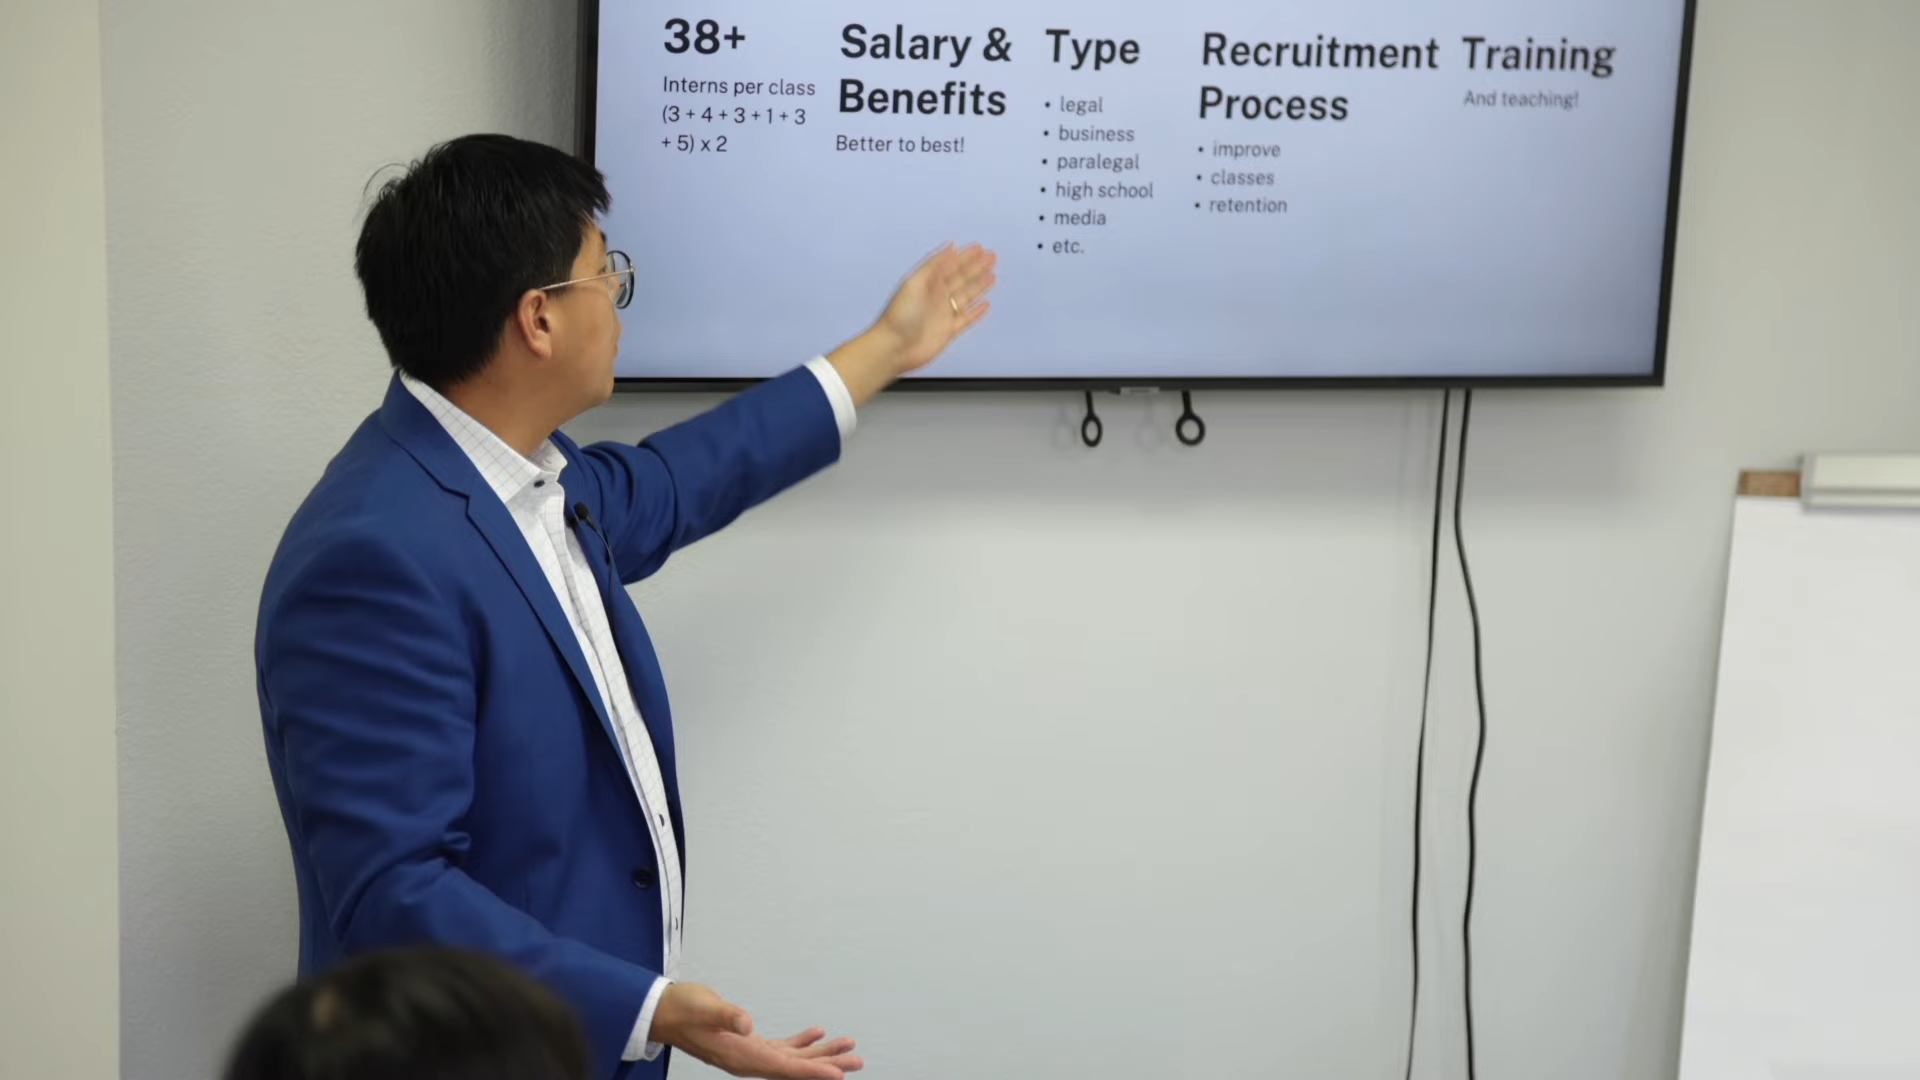 38+
Interns per class
(3 + 4 + 3 + 1 + 3
+ 5) x 2
Salary &
Benefits
Better to best!
Type
• legal
• business
• paralegal
• high school
• media
• etc.
Recruitment
Process
• improve
• classes
• retention
Training
And teaching!